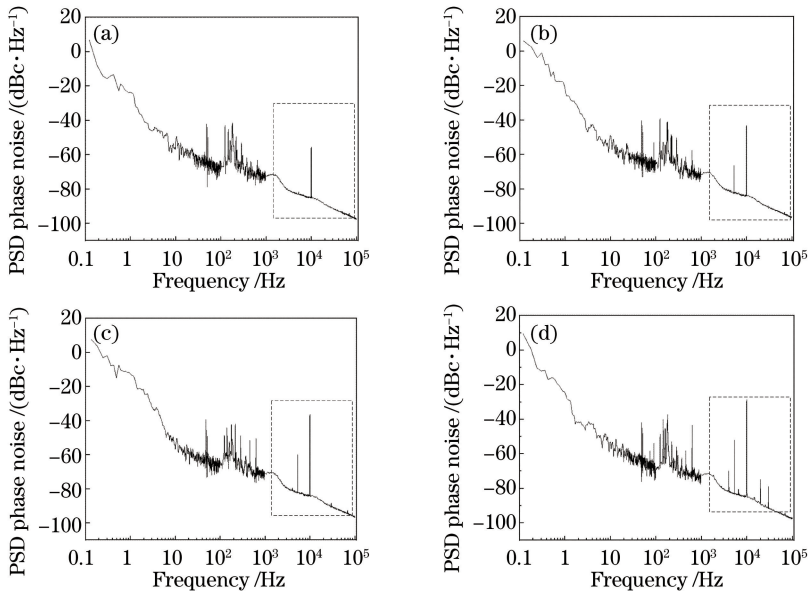 (a)
PSD phase noise /(dBc·Hz⁻¹)
20
0
−20
−40
−60
−80
−100
0.1 1 10 10² 10³ 10⁴ 10⁵
Frequency /Hz
(b)
PSD phase noise /(dBc·Hz⁻¹)
20
0
−20
−40
−60
−80
−100
0.1 1 10 10² 10³ 10⁴ 10⁵
Frequency /Hz
(c)
PSD phase noise /(dBc·Hz⁻¹)
20
0
−20
−40
−60
−80
−100
0.1 1 10 10² 10³ 10⁴ 10⁵
Frequency /Hz
(d)
PSD phase noise /(dBc·Hz⁻¹)
20
0
−20
−40
−60
−80
−100
0.1 1 10 10² 10³ 10⁴ 10⁵
Frequency /Hz